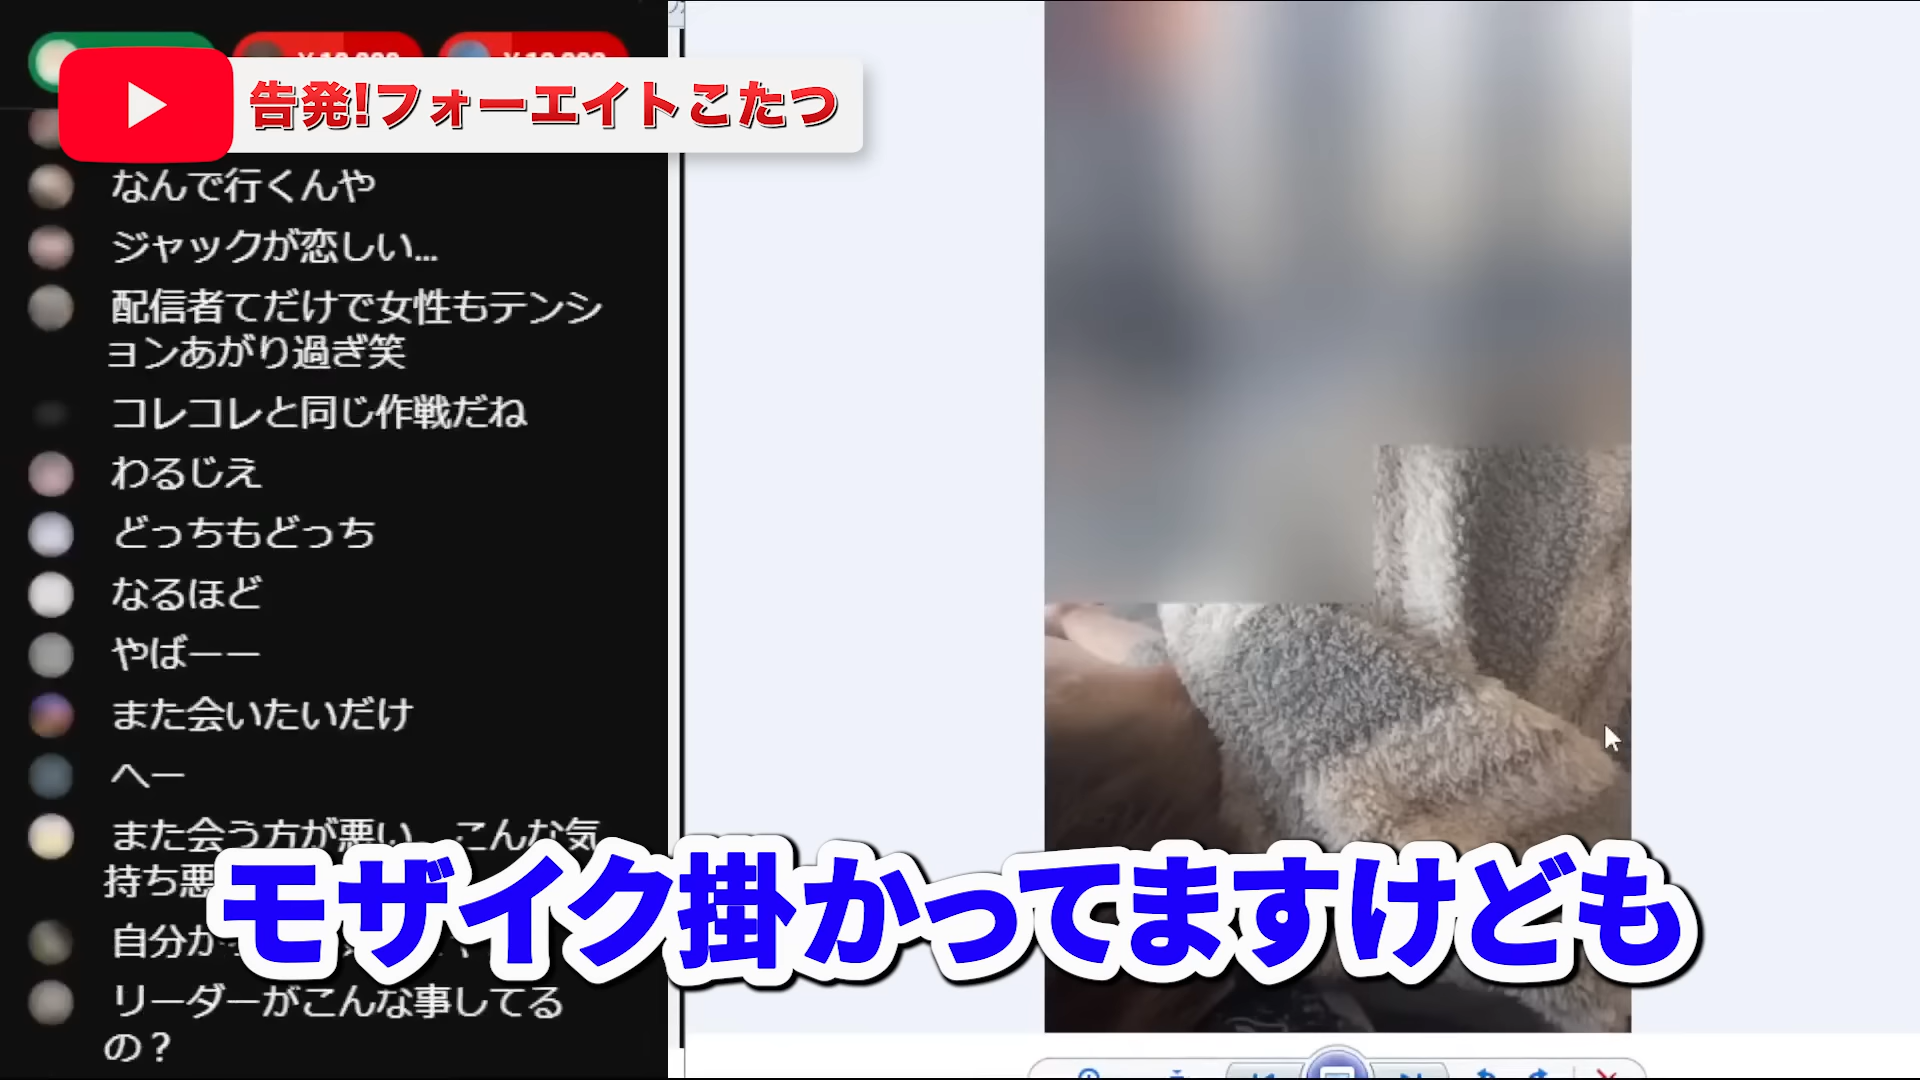 告発!フォーエイトこたつ
なんで行くんや
ジャックが恋しい...
配信者てだけで女性もテンシ
ョンあがり過ぎ笑
コレコレと同じ作戦だね
わるじえ
どっちもどっち
なるほど
やばーー
また会いたいだけ
へー
また会う方が悪い、こんな気
持ち悪
自分か
リーダーがこんな事してる
の？
モザイク掛かってますけども